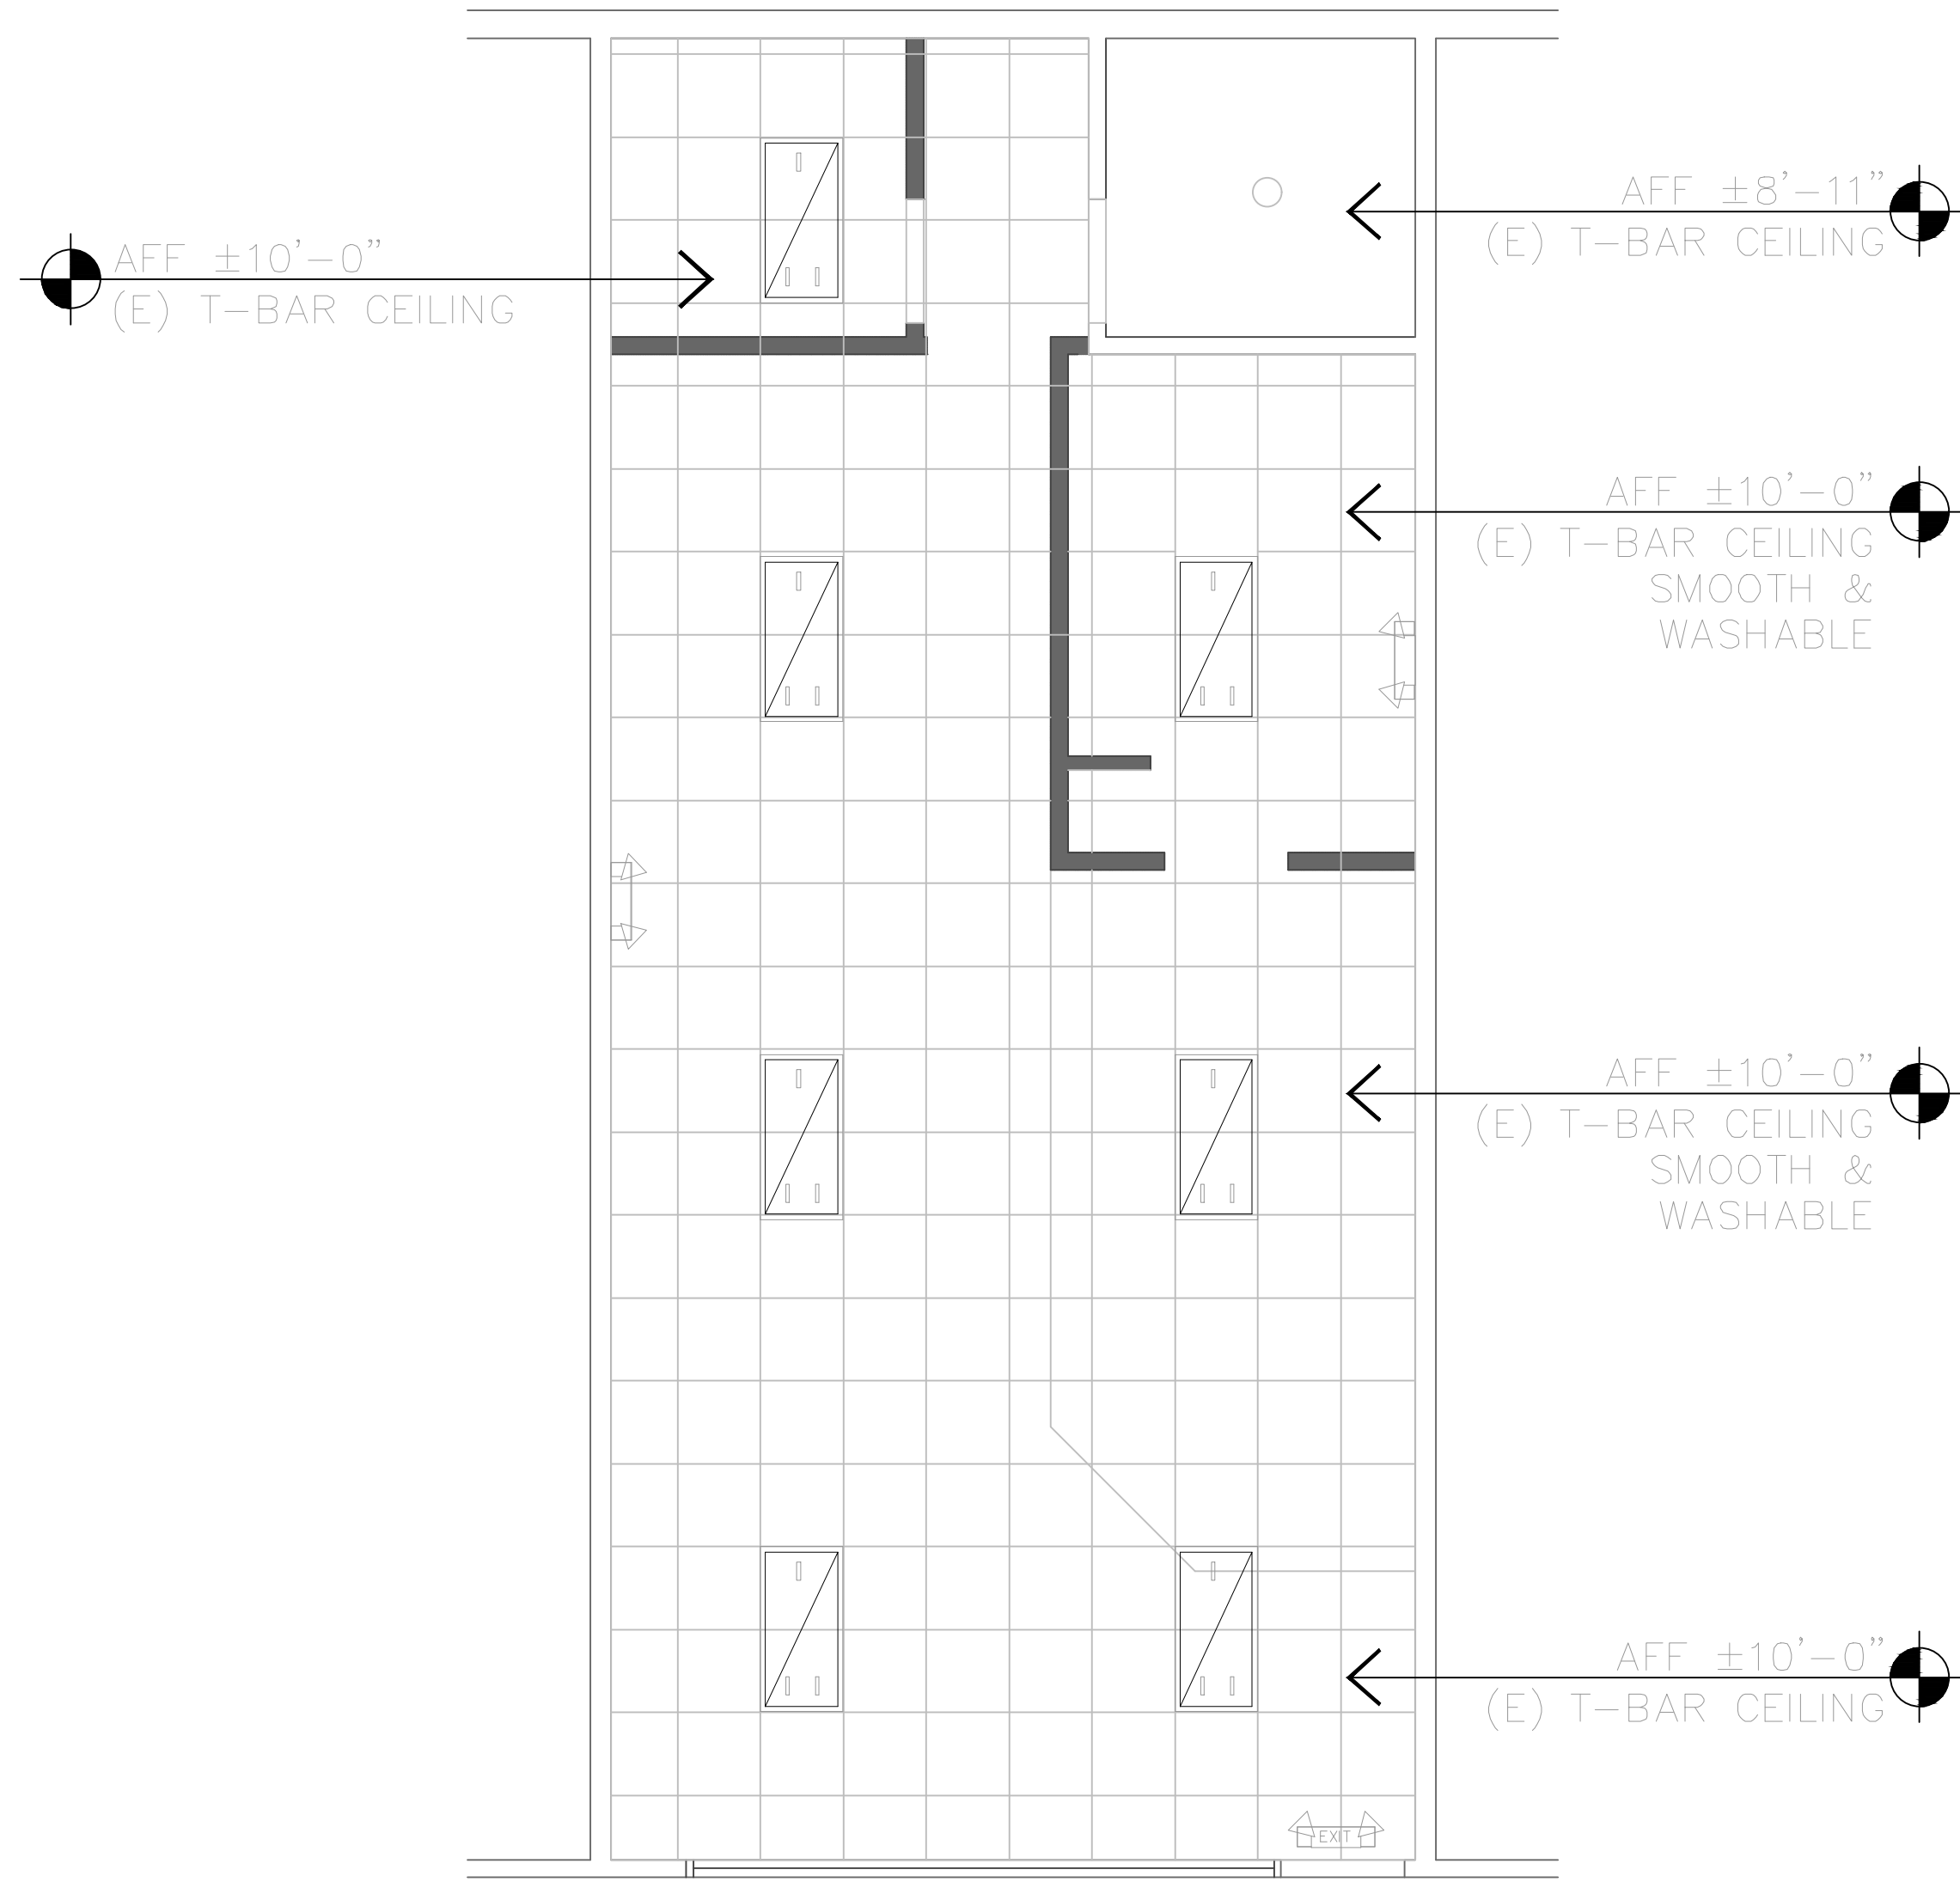 AFF ±8'-11"
(E) T-BAR CEILING
AFF ±10'-0"
(E) T-BAR CEILING
AFF ±10'-0"
(E) T-BAR CEILING
SMOOTH &
WASHABLE
AFF ±10'-0"
(E) T-BAR CEILING
SMOOTH &
WASHABLE
AFF ±10'-0"
(E) T-BAR CEILING
EXIT